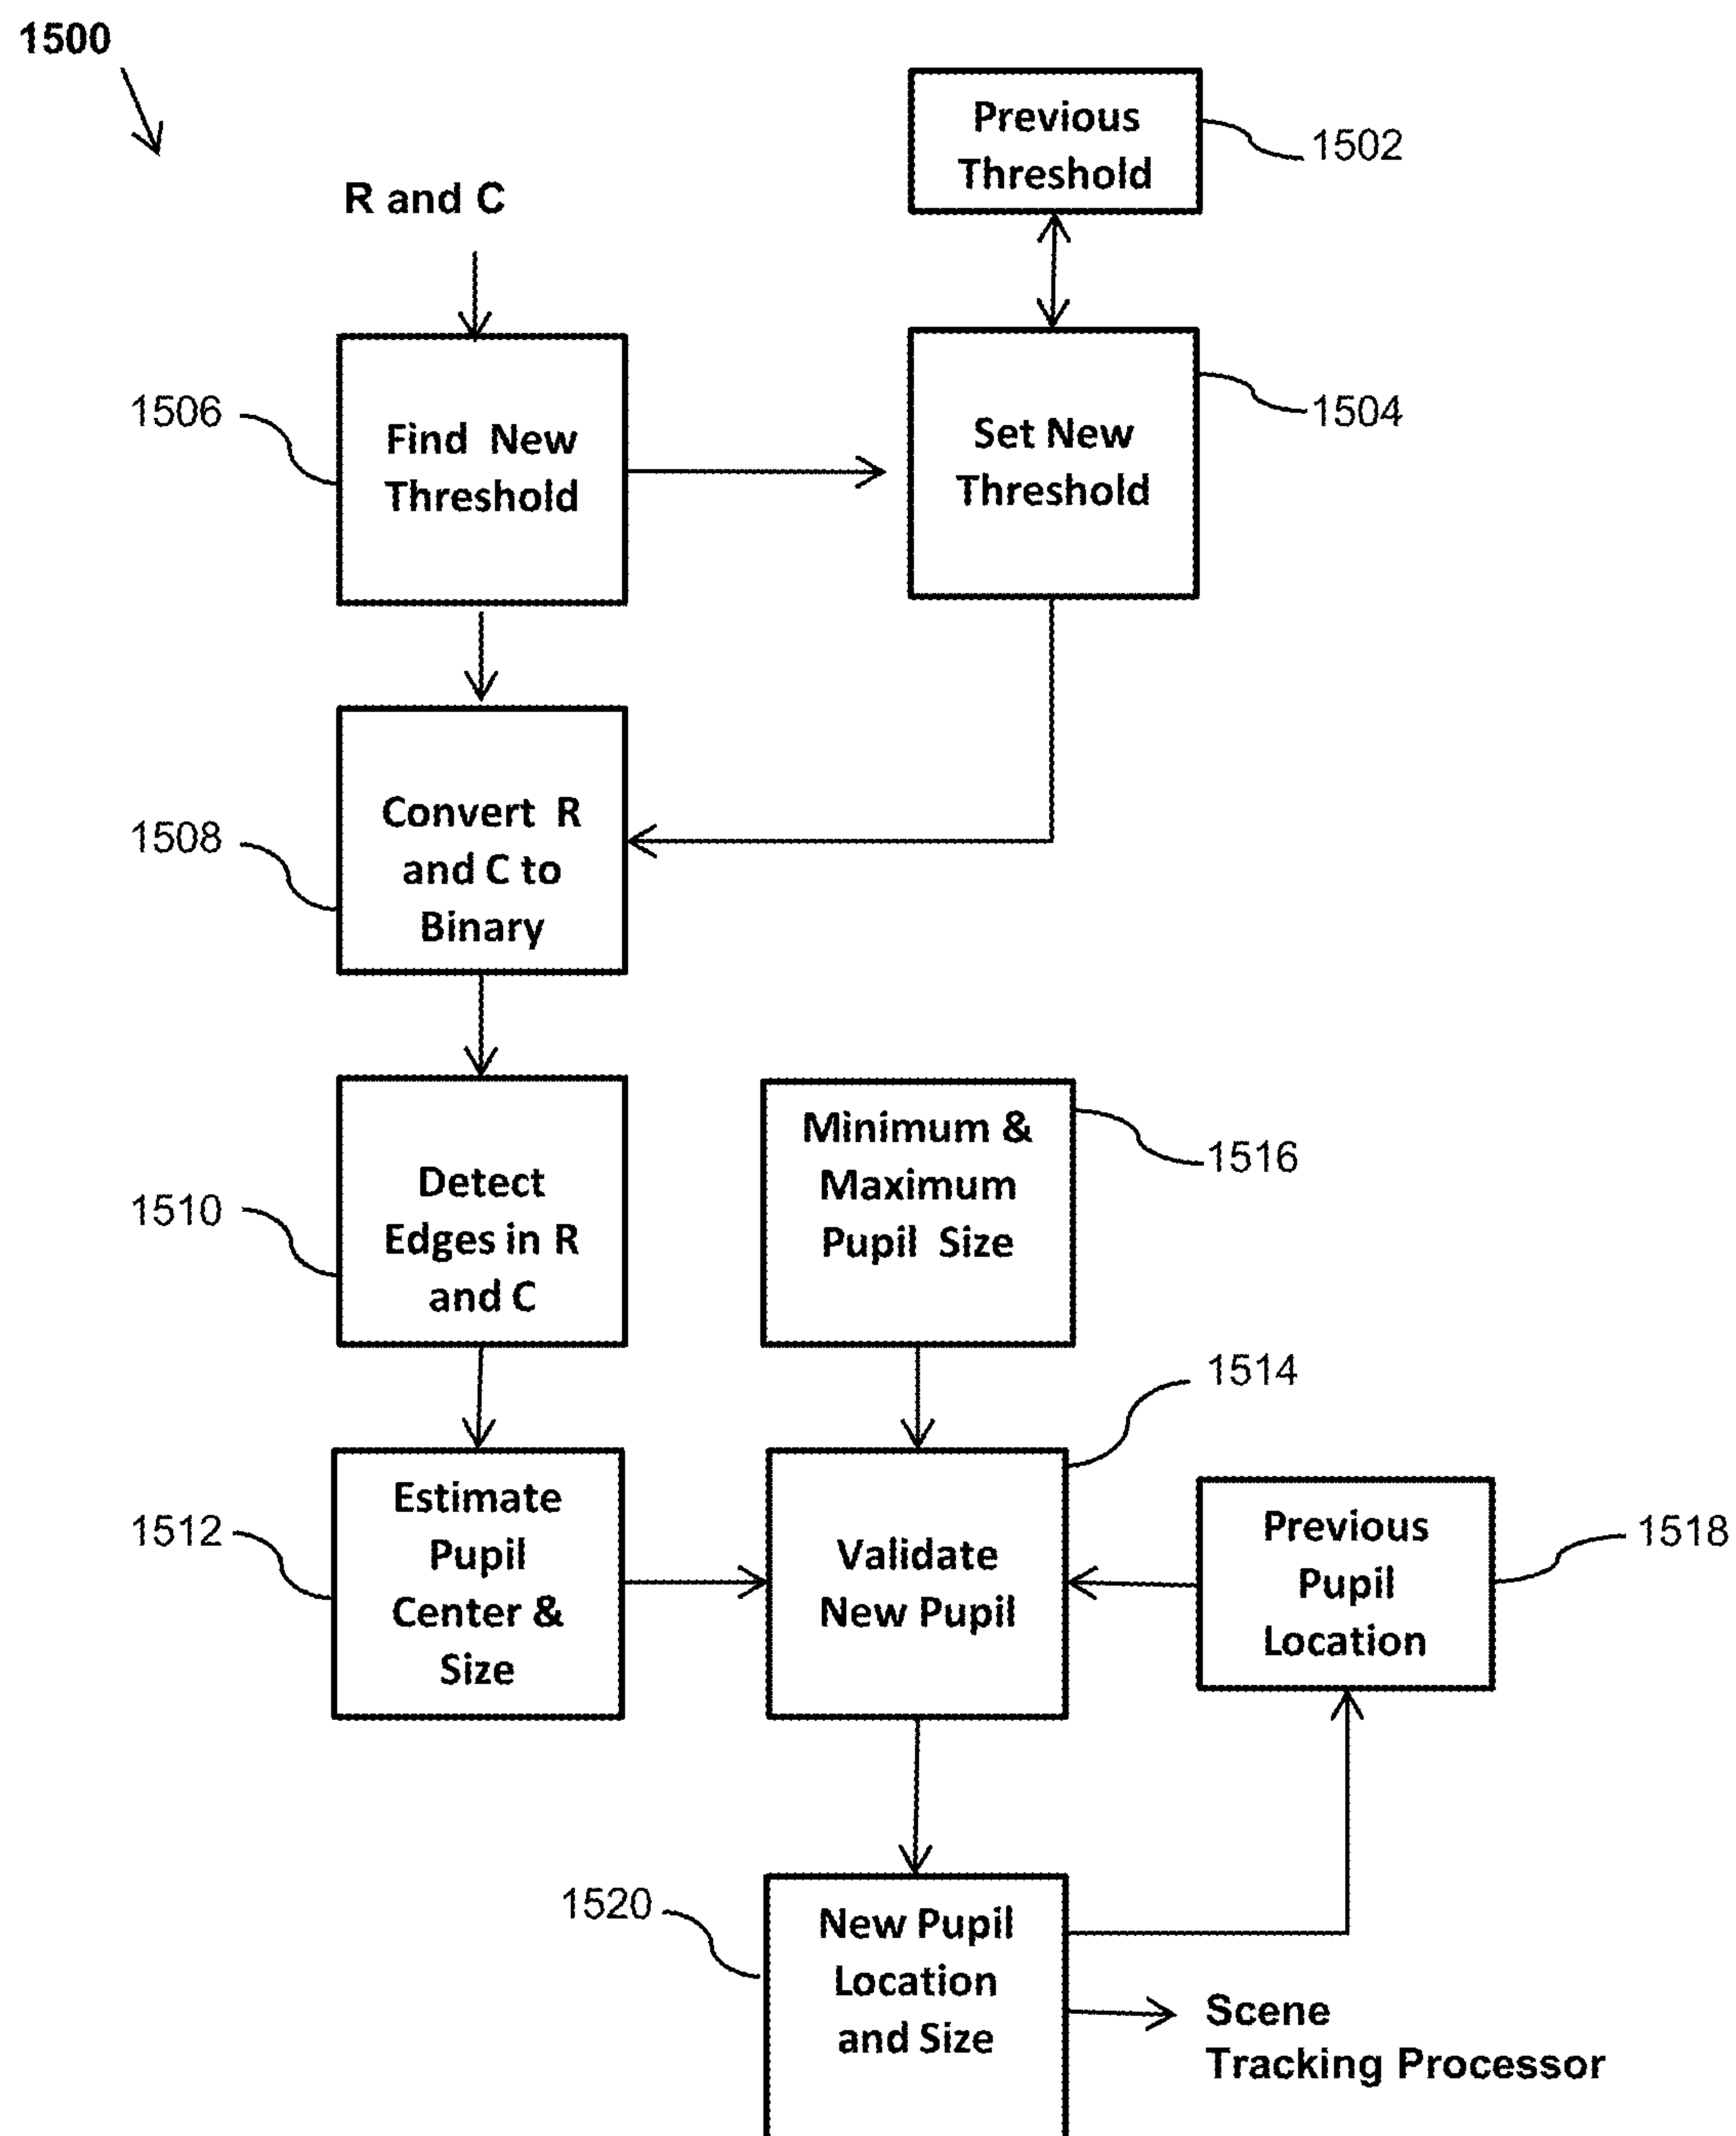 1500
Previous
Threshold
1502
R and C
Find New
Threshold
1506
Set New
Threshold
1504
Convert R
and C to
Binary
1508
Detect
Edges in R
and C
1510
Minimum &
Maximum
Pupil Size
1516
1514
Estimate
Pupil
Center &
Size
1512
Validate
New Pupil
Previous
Pupil
Location
1518
1520
New Pupil
Location
and Size
Scene
Tracking Processor